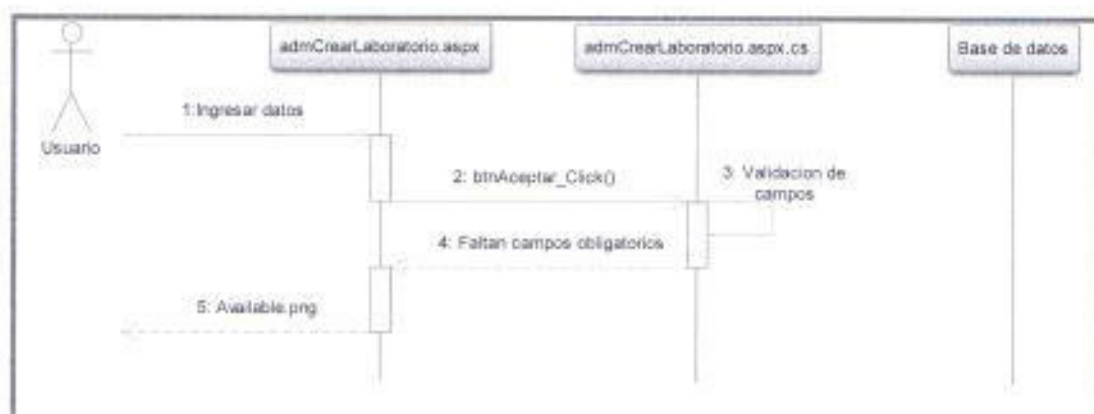 admCrearLaboratorio.aspx
admCrearLaboratorio.aspx.cs
Base de datos
Usuario
1:Ingresar datos
2: btnAceptar_Click()
3: Validacion de
campos
4: Faltan campos obligatorios
5: Available.png